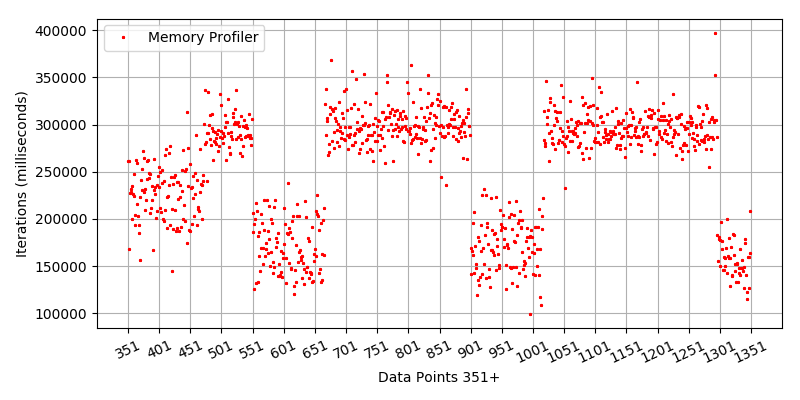 Memory Profiler
400000
350000
300000
250000
200000
150000
100000
Iterations (milliseconds)
351 401 451 501 551 601 651 701 751 801 851 901 951 1001 1051 1101 1151 1201 1251 1301 1351
Data Points 351+